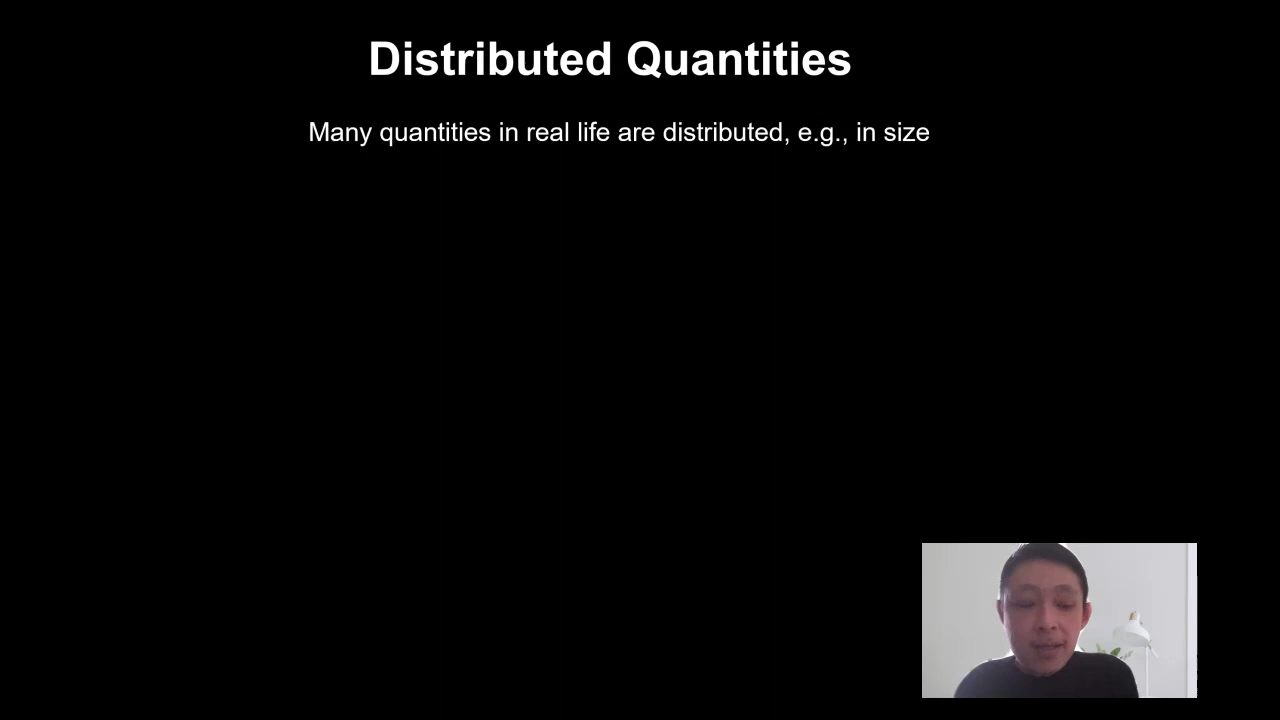 Distributed Quantities
Many quantities in real life are distributed, e.g., in size